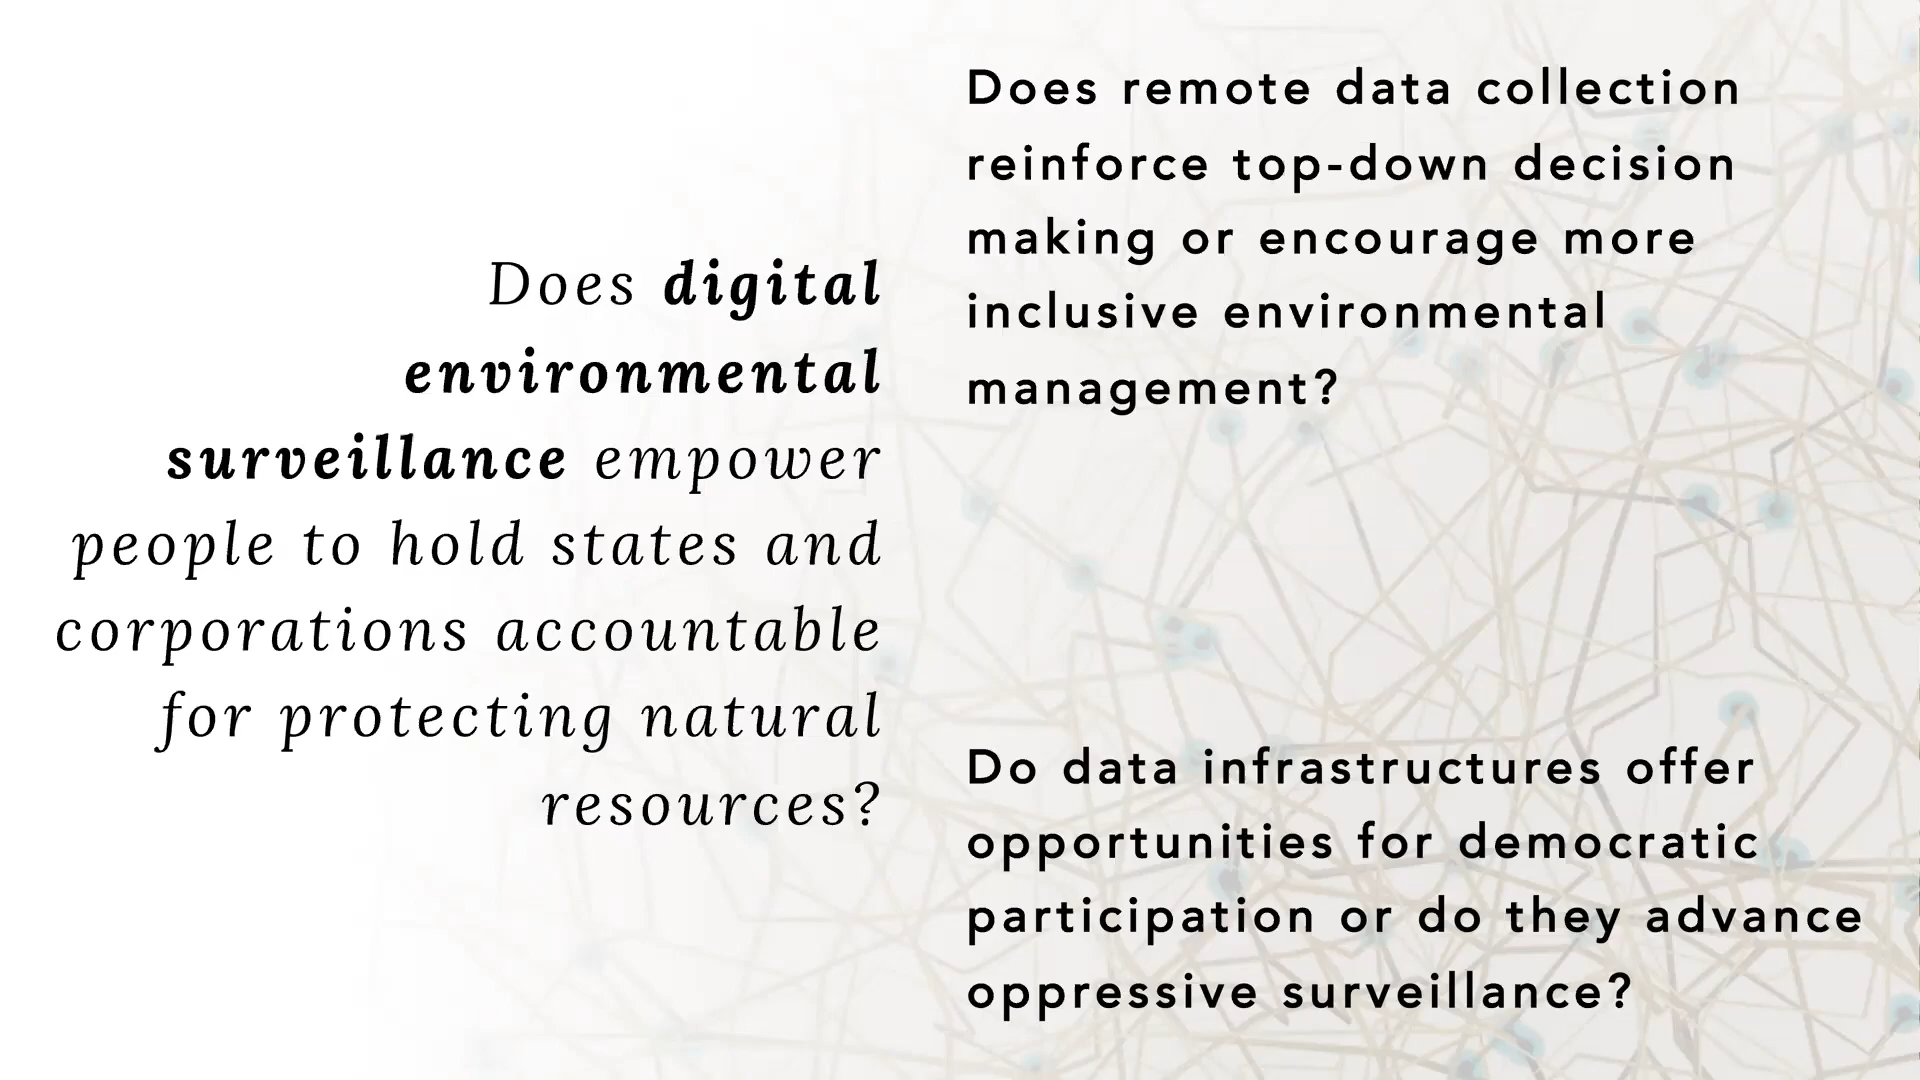 Does digital
environmental
surveillance empower
people to hold states and
corporations accountable
for protecting natural
resources?
Does remote data collection
reinforce top-down decision
making or encourage more
inclusive environmental
management?
Do data infrastructures offer
opportunities for democratic
participation or do they advance
oppressive surveillance?